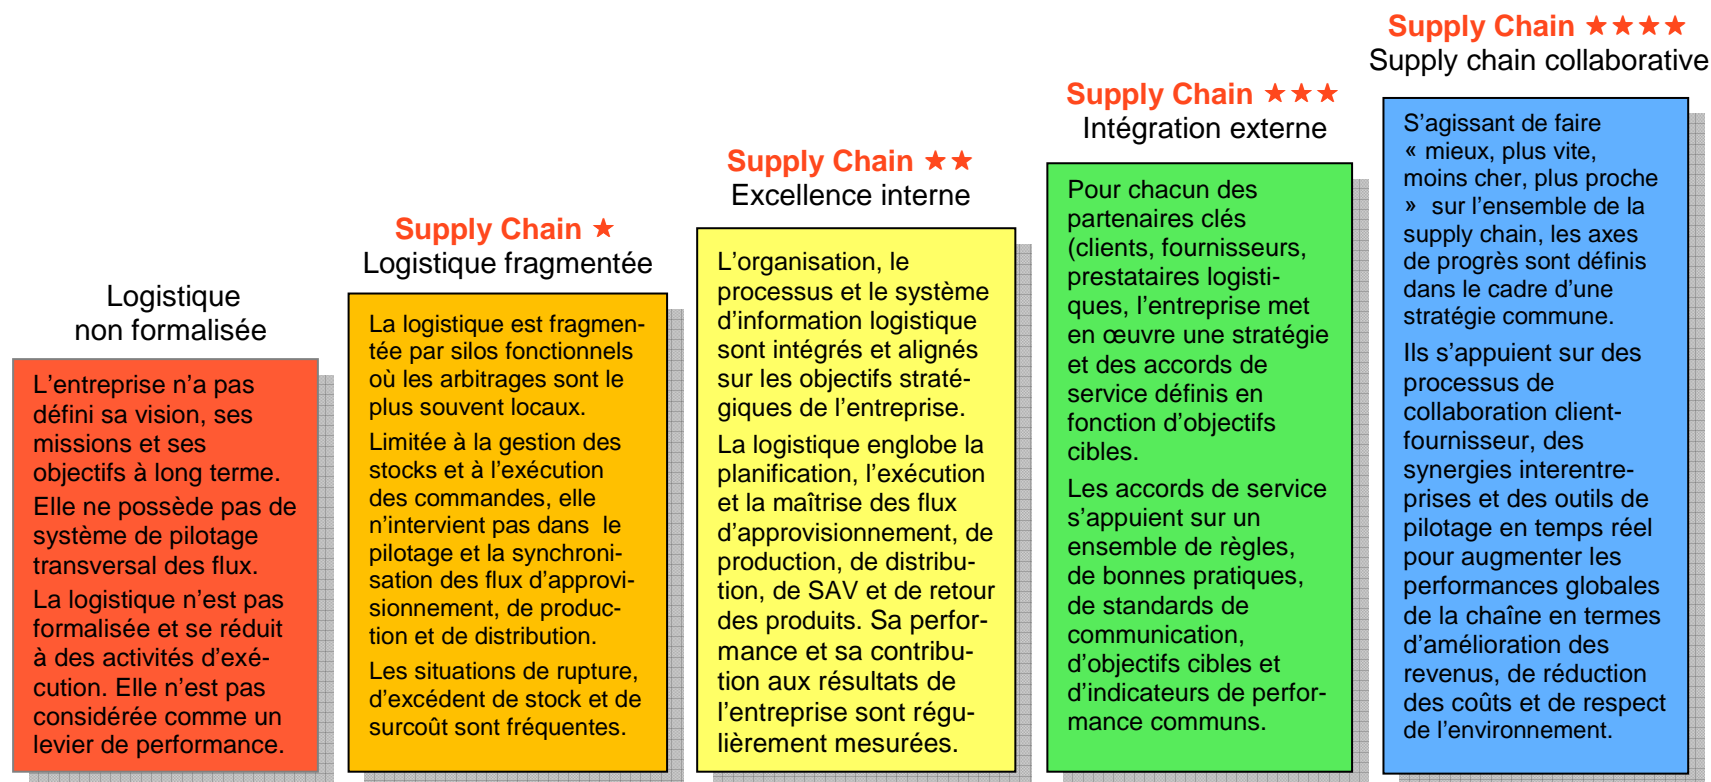 Logistique
non formalisée
L'entreprise n'a pas
défini sa vision, ses
missions et ses
objectifs à long terme.
Elle ne possède pas de
système de pilotage
transversal des flux.
La logistique n'est pas
formalisée et se réduit
à des activités d'exé-
cution. Elle n'est pas
considérée comme un
levier de performance.
Supply Chain ★
Logistique fragmentée
La logistique est fragmen-
tée par silos fonctionnels
où les arbitrages sont le
plus souvent locaux.
Limitée à la gestion des
stocks et à l'exécution
des commandes, elle
n'intervient pas dans le
pilotage et la synchroni-
sation des flux d'approvi-
sionnement, de produc-
tion et de distribution.
Les situations de rupture,
d'excédent de stock et de
surcoût sont fréquentes.
Supply Chain ★★
Excellence interne
L'organisation, le
processus et le système
d'information logistique
sont intégrés et alignés
sur les objectifs straté-
giques de l'entreprise.
La logistique englobe la
planification, l'exécution
et la maîtrise des flux
d'approvisionnement, de
production, de distribu-
tion, de SAV et de retour
des produits. Sa perfor-
mance et sa contribu-
tion aux résultats de
l'entreprise sont régu-
lièrement mesurées.
Supply Chain ★★★
Intégration externe
Pour chacun des
partenaires clés
(clients, fournisseurs,
prestataires logisti-
ques, l'entreprise met
en œuvre une stratégie
et des accords de
service définis en
fonction d'objectifs
cibles.
Les accords de service
s'appuient sur un
ensemble de règles,
de bonnes pratiques,
de standards de
communication,
d'objectifs cibles et
d'indicateurs de perfor-
mance communs.
Supply Chain ★★★★
Supply chain collaborative
S'agissant de faire
« mieux, plus vite,
moins cher, plus proche
» sur l'ensemble de la
supply chain, les axes
de progrès sont définis
dans le cadre d'une
stratégie commune.
Ils s'appuient sur des
processus de
collaboration client-
fournisseur, des
synergies interentre-
prises et des outils de
pilotage en temps réel
pour augmenter les
performances globales
de la chaîne en termes
d'amélioration des
revenus, de réduction
des coûts et de respect
de l'environnement.